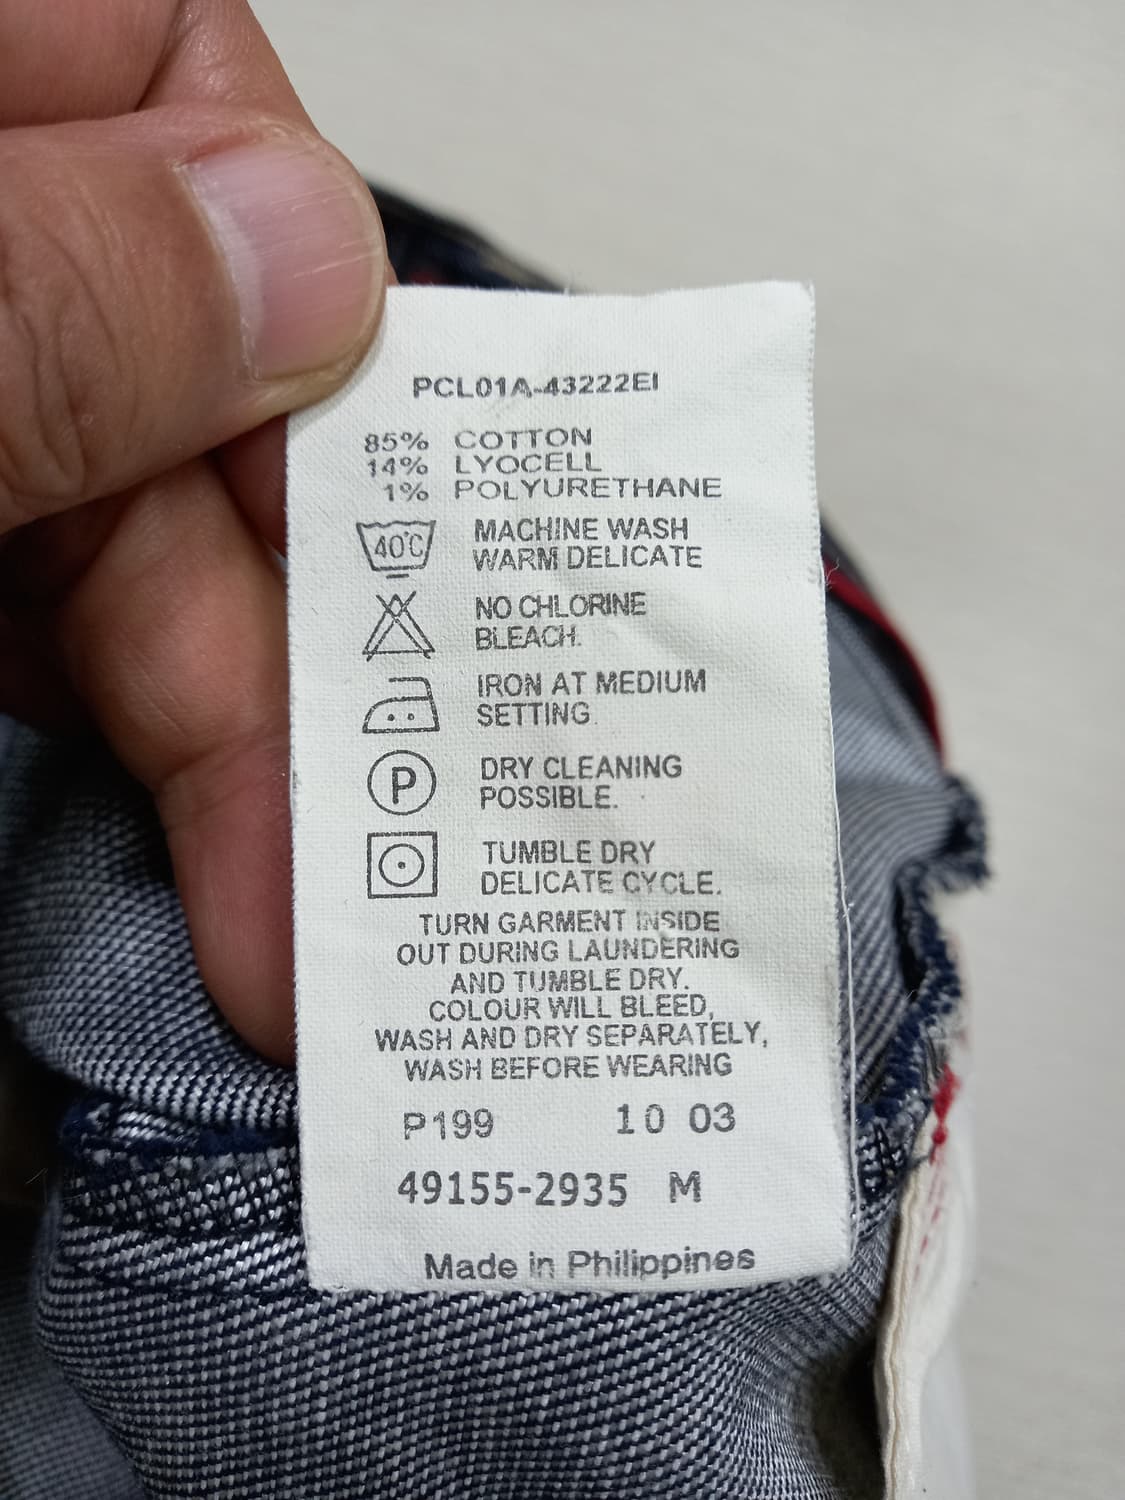 PCL01A-43222EI
85% COTTON
14% LYOCELL
1% POLYURETHANE
40°C MACHINE WASH
WARM DELICATE
NO CHLORINE
BLEACH.
IRON AT MEDIUM
SETTING.
P DRY CLEANING
POSSIBLE.
TUMBLE DRY
DELICATE CYCLE.
TURN GARMENT INSIDE
OUT DURING LAUNDERING
AND TUMBLE DRY.
COLOUR WILL BLEED,
WASH AND DRY SEPARATELY,
WASH BEFORE WEARING
P199 10 03
49155-2935 M
Made in Philippines